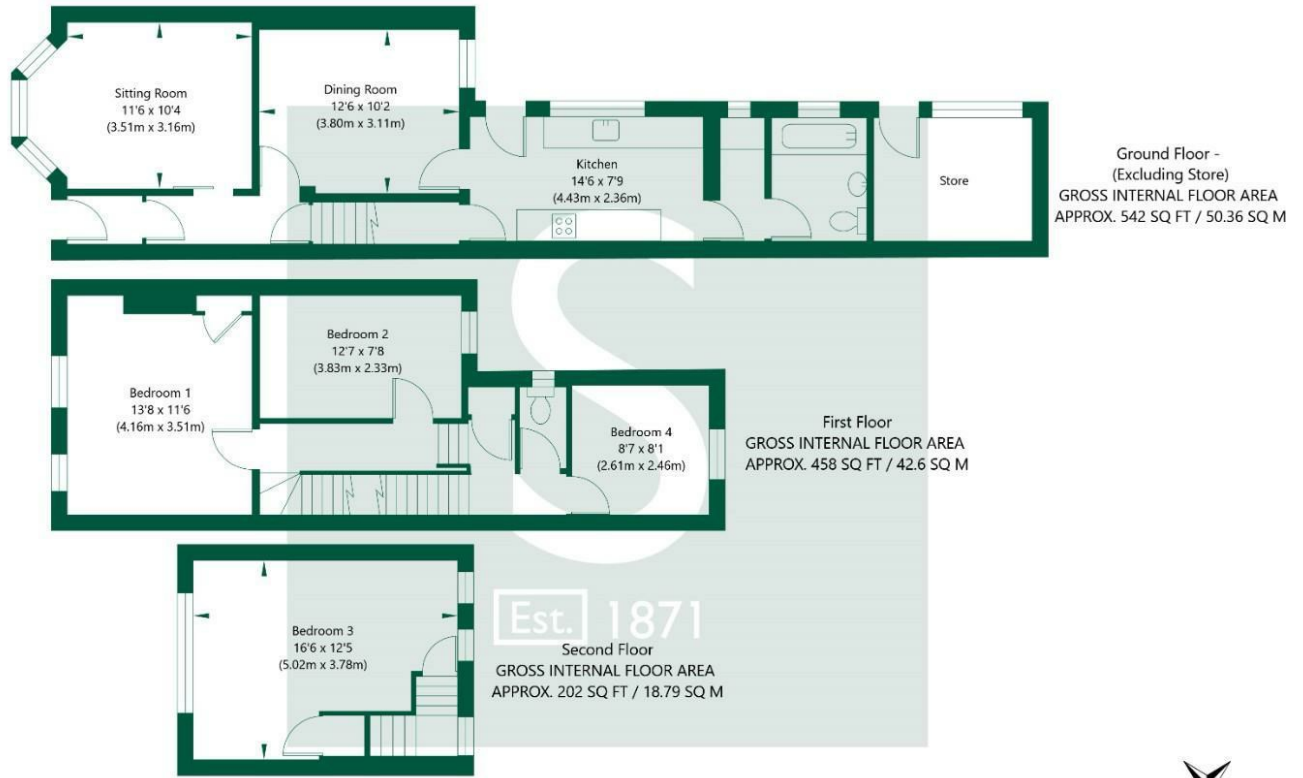 Sitting Room
11'6 x 10'4
(3.51m x 3.16m)
Dining Room
12'6 x 10'2
(3.80m x 3.11m)
Kitchen
14'6 x 7'9
(4.43m x 2.36m)
Store
Ground Floor -
(Excluding Store)
GROSS INTERNAL FLOOR AREA
APPROX. 542 SQ FT / 50.36 SQ M
Bedroom 1
13'8 x 11'6
(4.16m x 3.51m)
Bedroom 2
12'7 x 7'8
(3.83m x 2.33m)
Bedroom 4
8'7 x 8'1
(2.61m x 2.46m)
First Floor
GROSS INTERNAL FLOOR AREA
APPROX. 458 SQ FT / 42.6 SQ M
S
Est. 1871
Bedroom 3
16'6 x 12'5
(5.02m x 3.78m)
Second Floor
GROSS INTERNAL FLOOR AREA
APPROX. 202 SQ FT / 18.79 SQ M